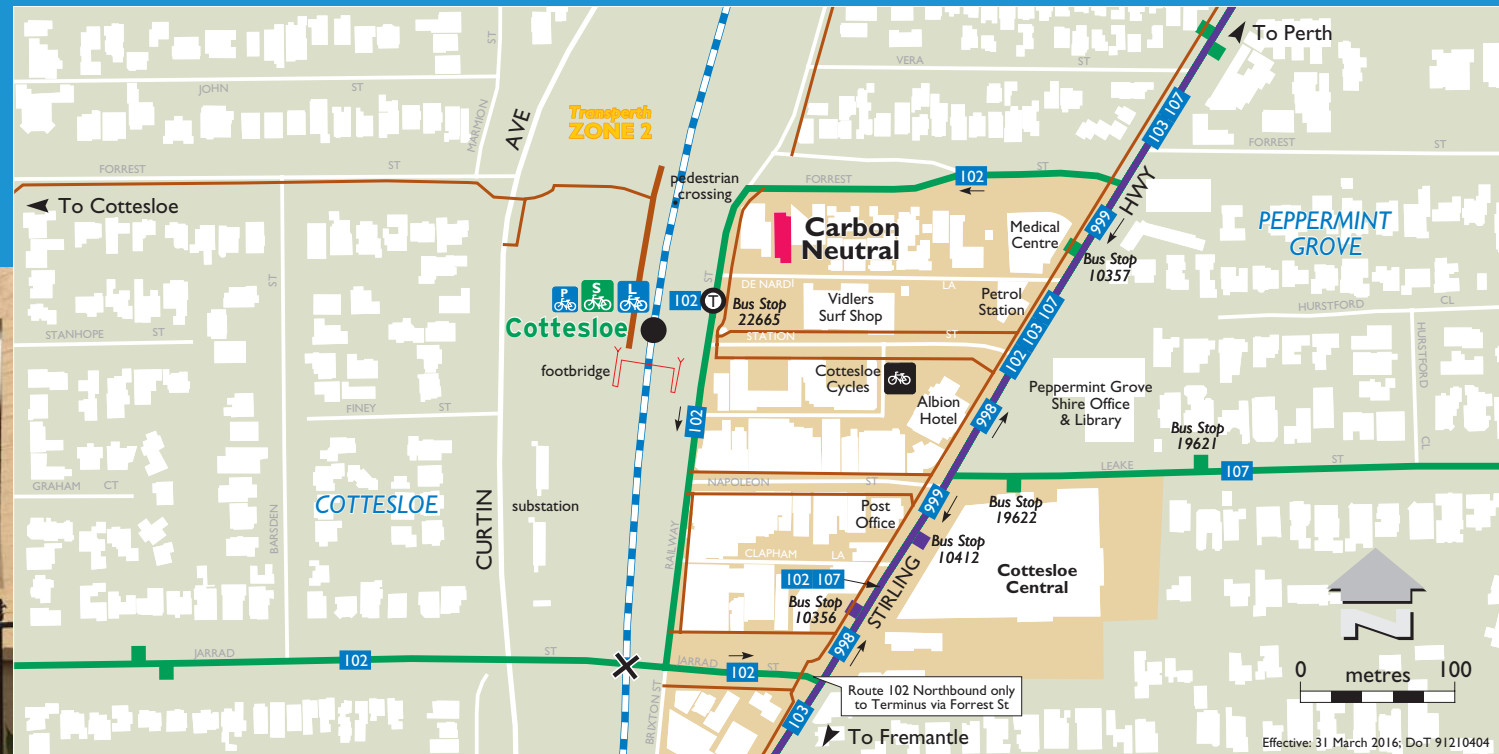 To Perth
VERA
ST
JOHN
ST
ST
MARMION
AVE
Transperth
ZONE 2
103 107
FORREST
ST
FORREST
ST
pedestrian
crossing
FORREST
102
ST
HWY
To Cottesloe
Carbon
Neutral
Medical
Centre
999
PEPPERMINT
GROVE
Bus Stop
10357
ST
ST
DE NARDI
LA
P
S
L
102
T
Bus Stop
22665
Vidlers
Surf Shop
Petrol
Station
HURSTFORD
CL
Cottesloe
STANHOPE
ST
STATION
ST
102 103 107
HURSTFORD
CL
footbridge
Cottesloe
Cycles
Albion
Hotel
Peppermint Grove
Shire Office
& Library
FINEY
ST
102
998
Bus Stop
19621
LEAKE
107
ST
GRAHAM
CT
NAPOLEON
ST
COTTESLOE
CURTIN
substation
BARSDEN
Post
Office
999
Bus Stop
19622
RAILWAY
CLAPHAM
LA
Bus Stop
10412
102 107
STIRLING
Cottesloe
Central
Bus Stop
10356
998
N
JARRAD
102
ST
JARRAD
ST
102
0
metres
100
BRIXTON ST
Route 102 Northbound only
to Terminus via Forrest St
103
To Fremantle
Effective: 31 March 2016; DoT 91210404